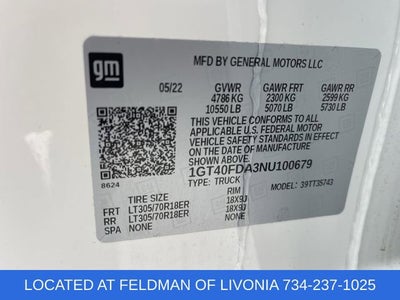 gm
MFD BY GENERAL MOTORS LLC
05/22 GVWR GAWR FRT GAWR RR
4786 KG 2300 KG 2599 KG
10550 LB 5070 LB 5730 LB
THIS VEHICLE CONFORMS TO ALL APPLICABLE
U.S. FEDERAL MOTOR VEHICLE SAFETY
STANDARDS IN EFFECT ON THE DATE OF
MANUFACTURE SHOWN ABOVE.
1GT40FDA3NU100679
TYPE: TRUCK
MODEL: 39TT35743
8624
TIRE SIZE RIM
FRT LT305/70R18ER 18X9J
RR LT305/70R18ER 18X9J
SPA NONE NONE
LOCATED AT FELDMAN OF LIVONIA 734-237-1025